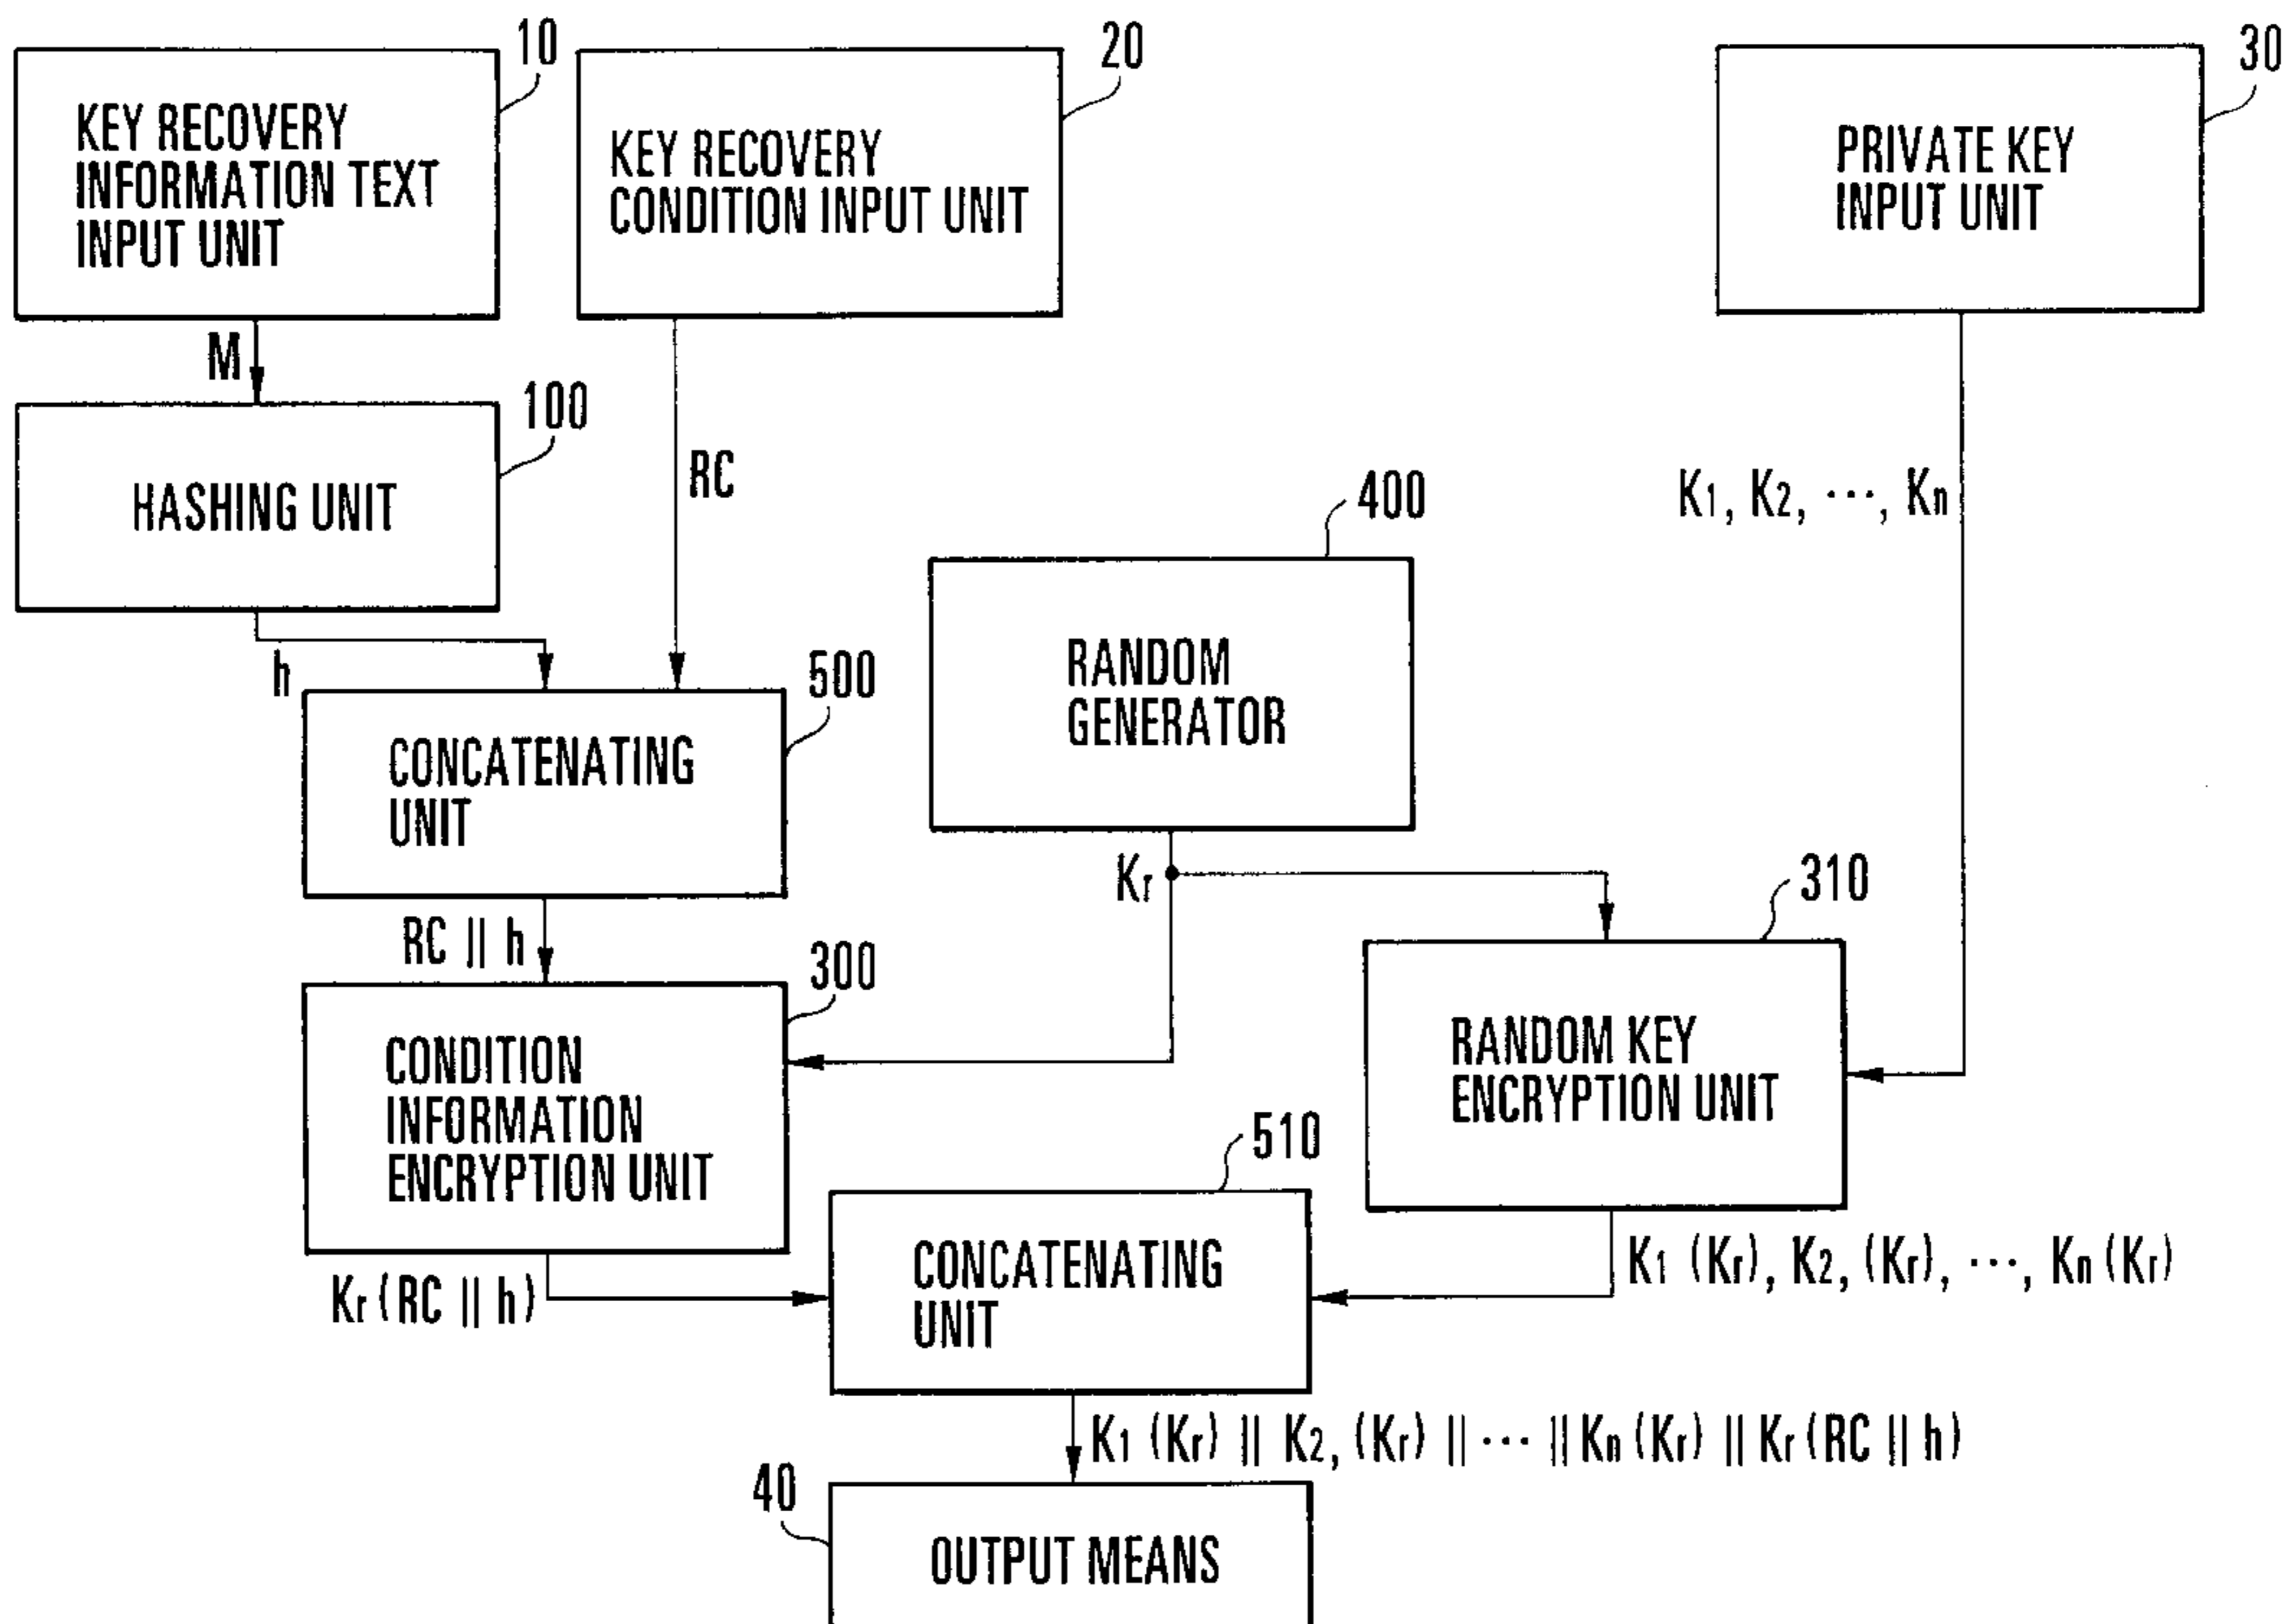 10
KEY RECOVERY
INFORMATION TEXT
INPUT UNIT
20
KEY RECOVERY
CONDITION INPUT UNIT
30
PRIVATE KEY
INPUT UNIT
M
100
HASHING UNIT
RC
K1, K2, ···, Kn
h
400
RANDOM
GENERATOR
500
CONCATENATING
UNIT
Kr
RC || h
310
RANDOM KEY
ENCRYPTION UNIT
300
CONDITION
INFORMATION
ENCRYPTION UNIT
510
CONCATENATING
UNIT
Kr (RC || h)
K1 (Kr), K2, (Kr), ···, Kn (Kr)
K1 (Kr) || K2, (Kr) || ··· || Kn (Kr) || Kr (RC || h)
40
OUTPUT MEANS